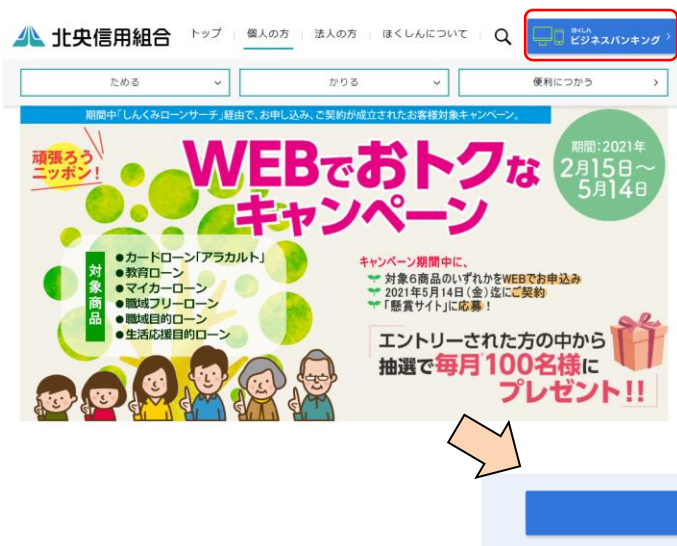 北央信用組合
トップ
個人の方
法人の方
ほくしんについて
ほくしん
ビジネスバンキング
ためる
かりる
便利につかう
期間中「しんくみローンサーチ」経由で、お申し込み、ご契約が成立されたお客様対象キャンペーン。
頑張ろう
ニッポン!
WEBでおトクな
キャンペーン
期間:2021年
2月15日～
5月14日
対象商品
●カードローン「アラカルト」
●教育ローン
●マイカーローン
●職域フリーローン
●職域目的ローン
●生活応援目的ローン
キャンペーン期間中に、
対象6商品のいずれかをWEBでお申込み
2021年5月14日(金)迄にご契約
「懸賞サイト」に応募!
エントリーされた方の中から
抽選で毎月100名様に
プレゼント!!